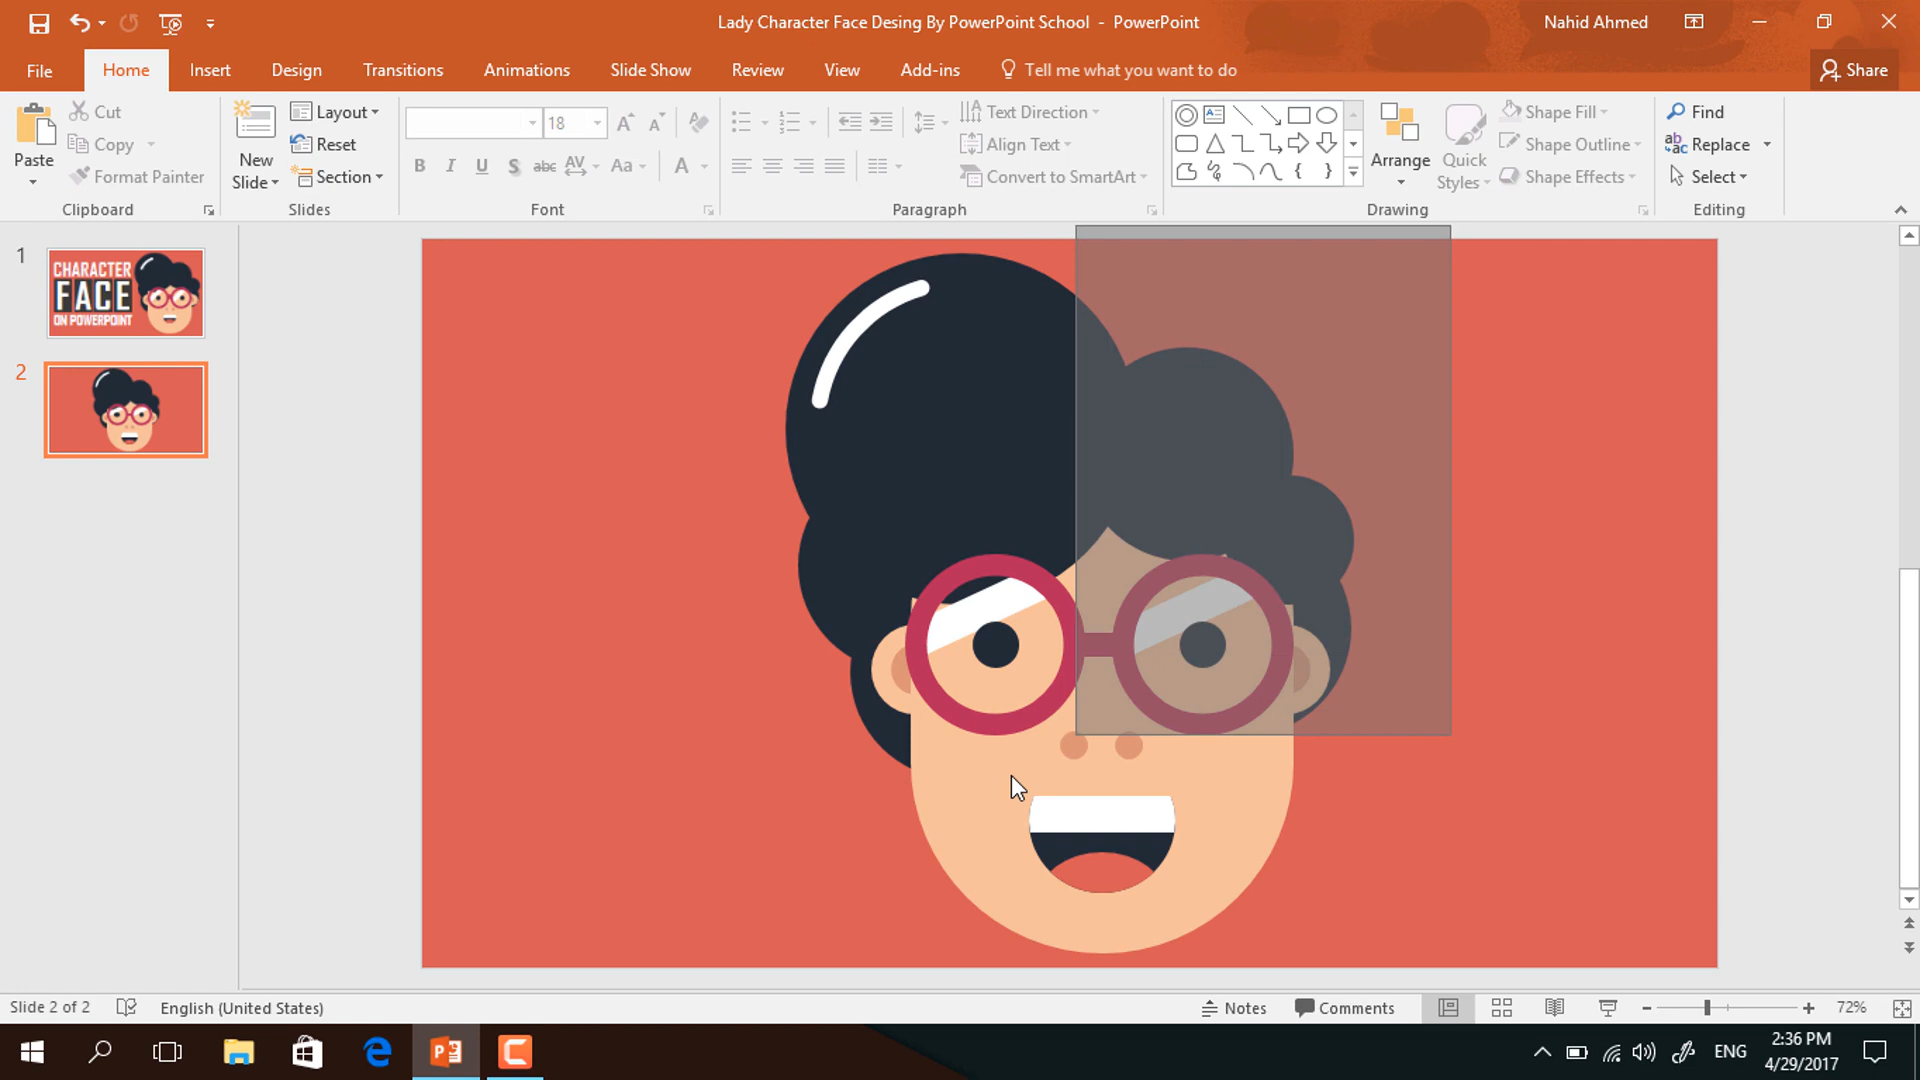 Lady Character Face Desing By PowerPoint School - PowerPoint
Nahid Ahmed
File
Home
Insert
Design
Transitions
Animations
Slide Show
Review
View
Add-ins
Tell me what you want to do
Share
Paste
Cut
Copy
Format Painter
Clipboard
New
Slide
Layout
Reset
Section
Slides
18
B I U S abc AV Aa A
Font
Paragraph
Text Direction
Align Text
Convert to SmartArt
Arrange
Quick
Styles
Shape Fill
Shape Outline
Shape Effects
Drawing
Find
Replace
Select
Editing
1
CHARACTER
FACE
ON POWERPOINT
2
Slide 2 of 2
English (United States)
Notes
Comments
72%
ENG
2:36 PM
4/29/2017